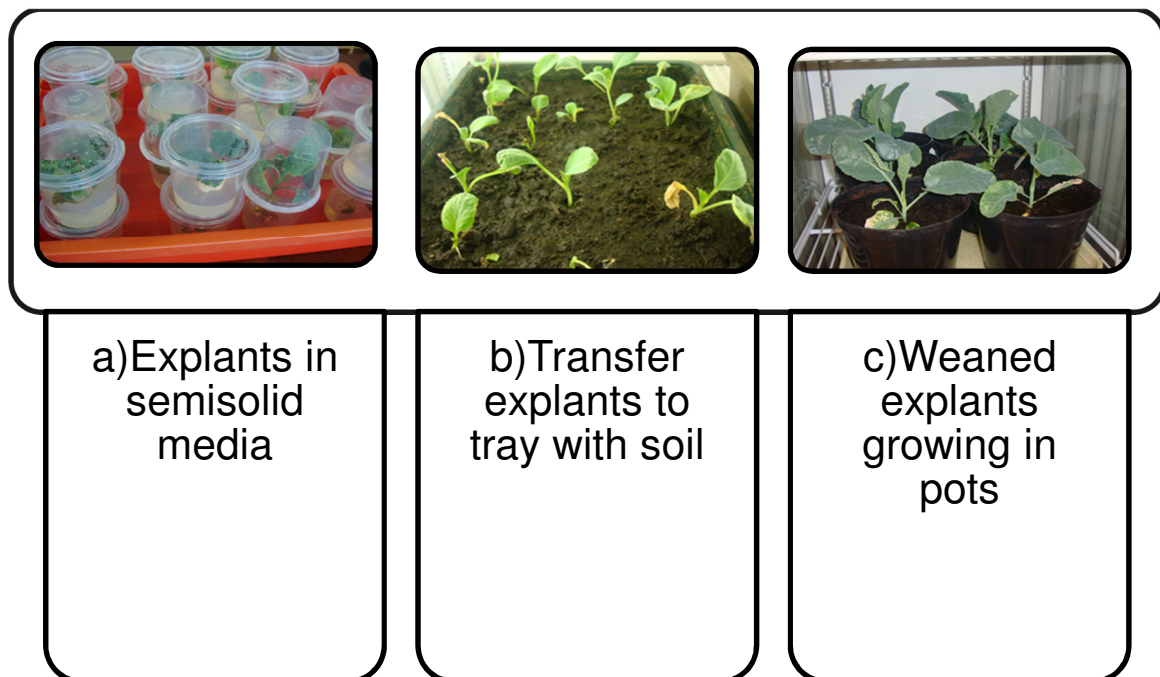 a)Explants in
semisolid
media
b)Transfer
explants to
tray with soil
c)Weaned
explants
growing in
pots